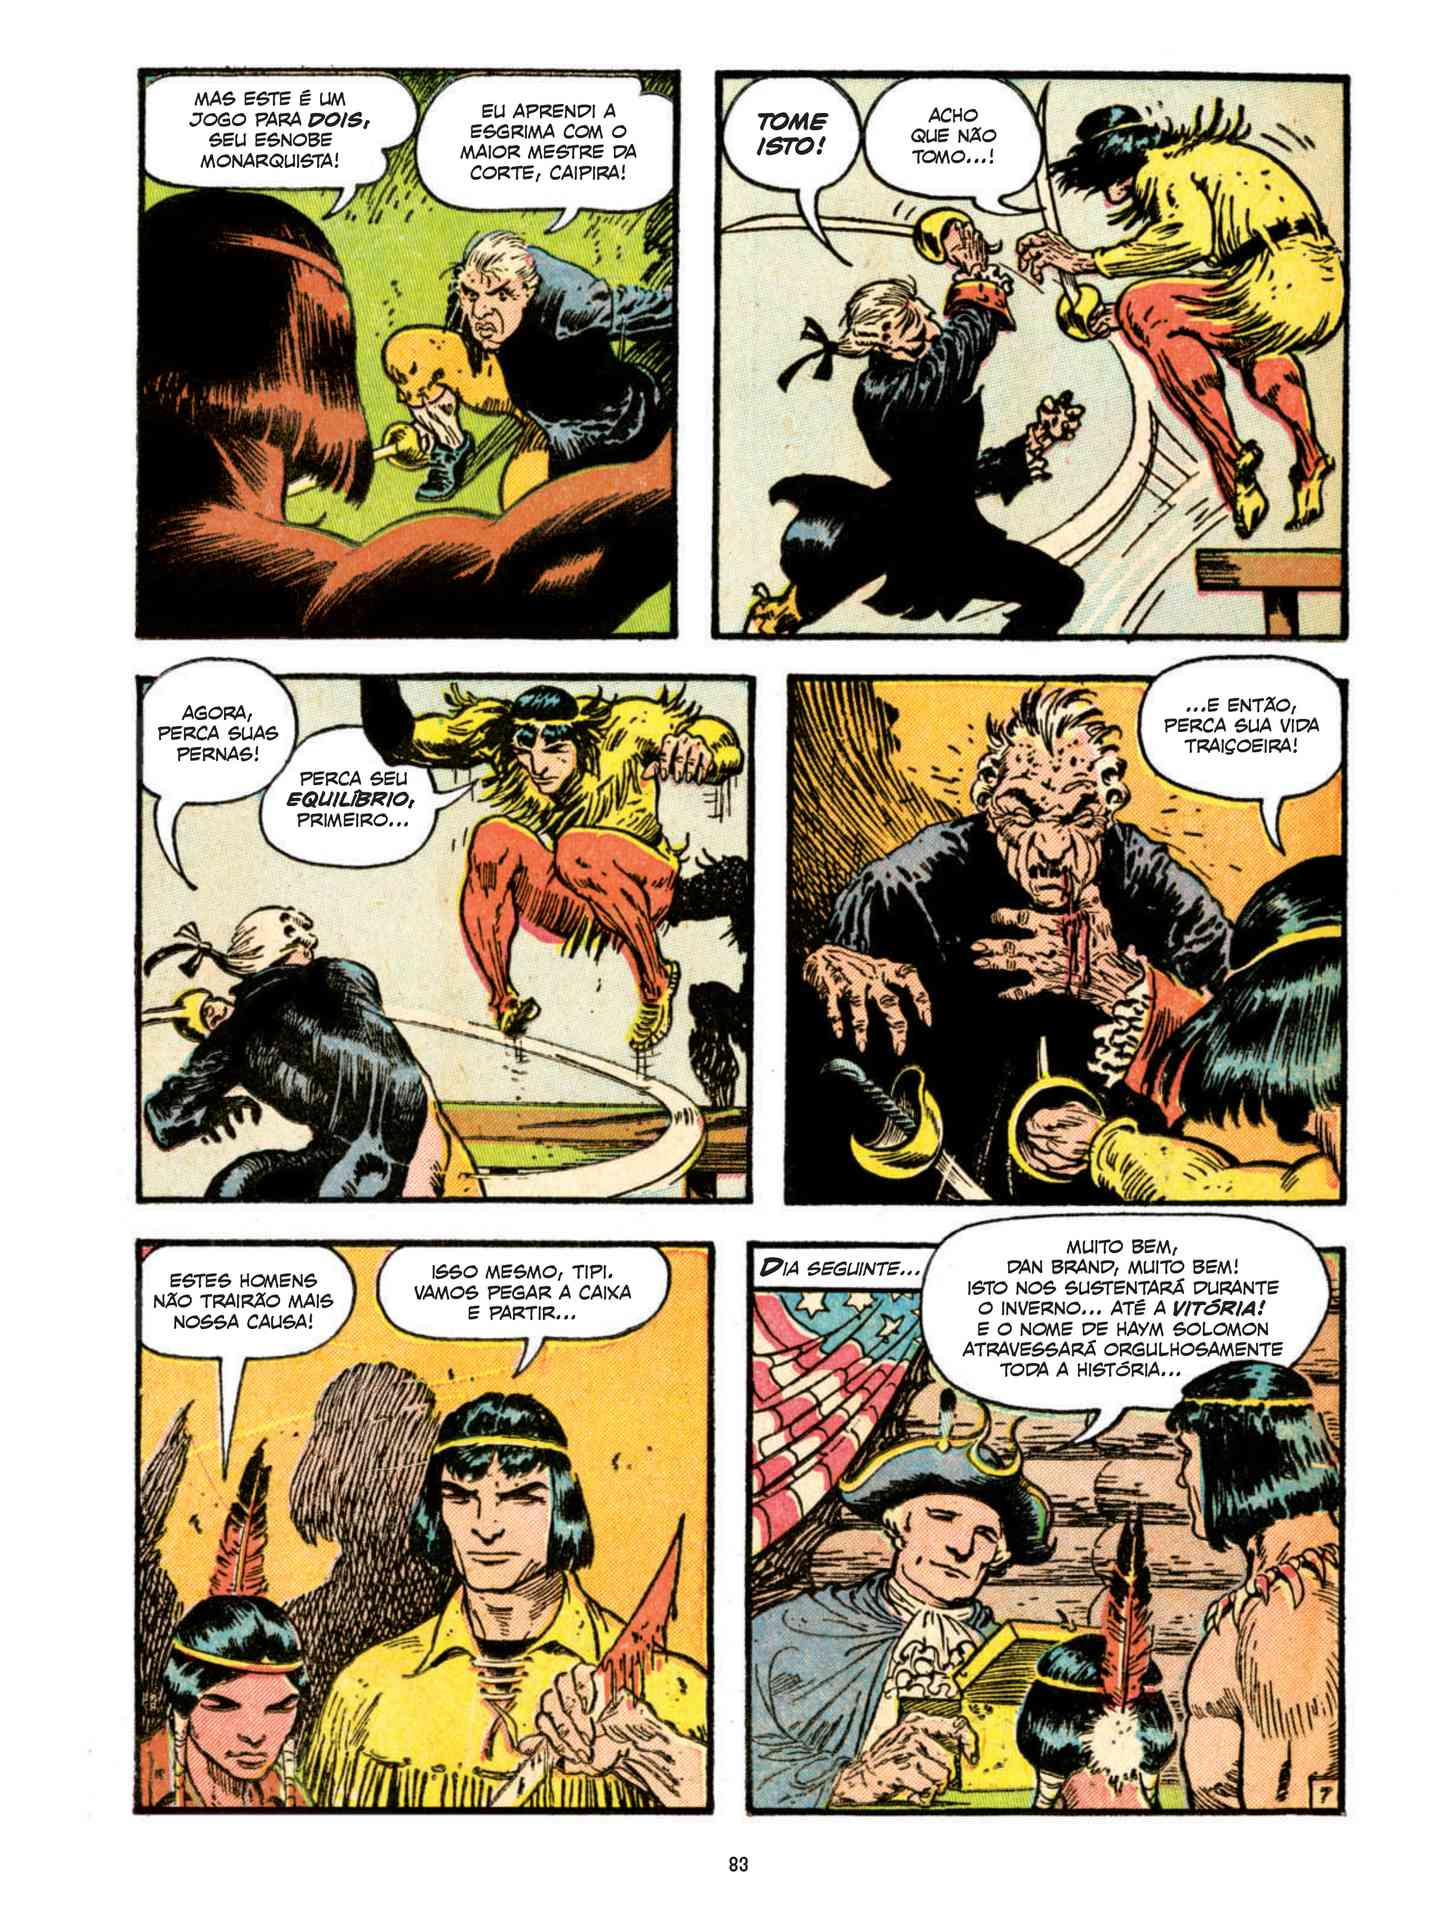 MAS ESTE É UM
JOGO PARA DOIS,
SEU ESNOBE
MONARQUISTA!
EU APRENDI A
ESGRIMA COM O
MAIOR MESTRE DA
CORTE, CAIPIRA!
TOME
ISTO!
ACHO
QUE NÃO
TOMO...!
AGORA,
PERCA SUAS
PERNAS!
PERCA SEU
EQUILÍBRIO,
PRIMEIRO...
...E ENTÃO,
PERCA SUA VIDA
TRAIÇOEIRA!
ESTES HOMENS
NÃO TRAIRÃO MAIS
NOSSA CAUSA!
ISSO MESMO, TIPI.
VAMOS PEGAR A CAIXA
E PARTIR...
DIA SEGUINTE...
MUITO BEM,
DAN BRAND, MUITO BEM!
ISTO NOS SUSTENTARÁ DURANTE
O INVERNO... ATÉ A VITÓRIA!
E O NOME DE HAYM SOLOMON
ATRAVESSARÁ ORGULHOSAMENTE
TODA A HISTÓRIA...
7
83